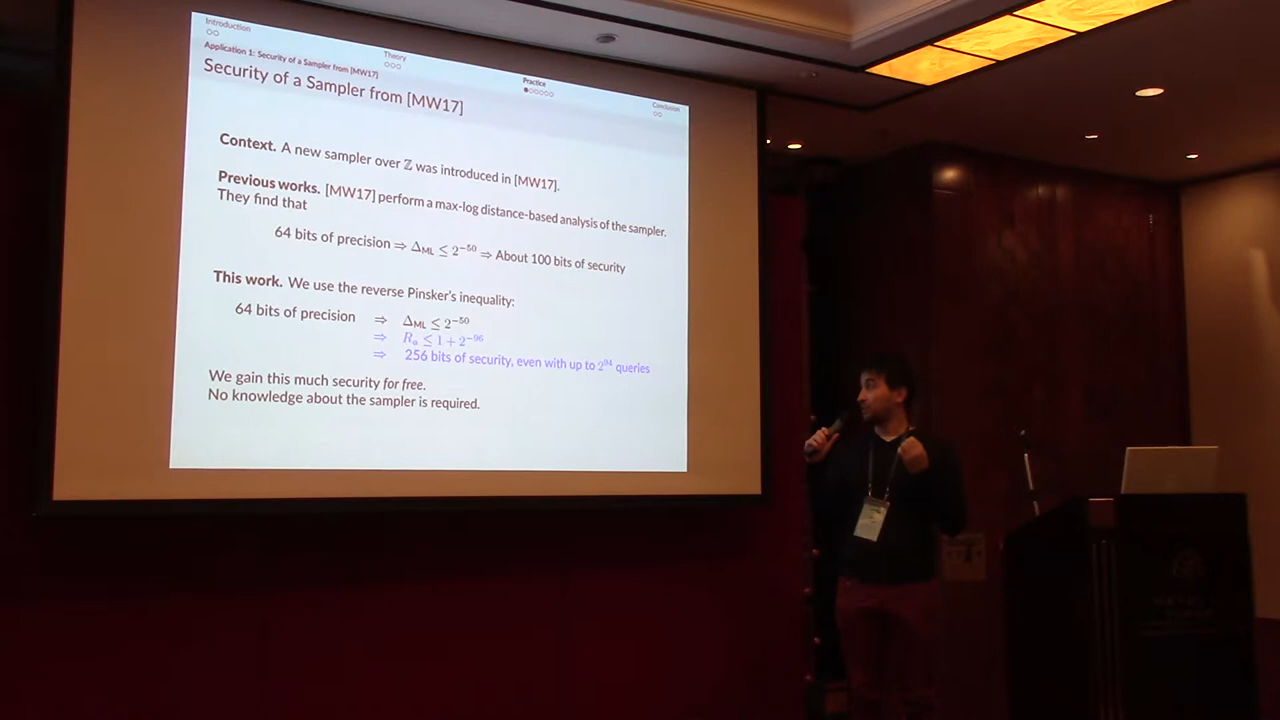 Introduction
Theory
Practice
Conclusion
Application 1: Security of a Sampler from [MW17]
Security of a Sampler from [MW17]
Context. A new sampler over ℤ was introduced in [MW17].
Previous works. [MW17] perform a max-log distance-based analysis of the sampler.
They find that
64 bits of precision ⇒ Δ_ML ≤ 2^−50 ⇒ About 100 bits of security
This work. We use the reverse Pinsker's inequality:
64 bits of precision ⇒ Δ_ML ≤ 2^−50
⇒ R_a ≤ 1 + 2^−96
⇒ 256 bits of security, even with up to 2^94 queries
We gain this much security for free.
No knowledge about the sampler is required.